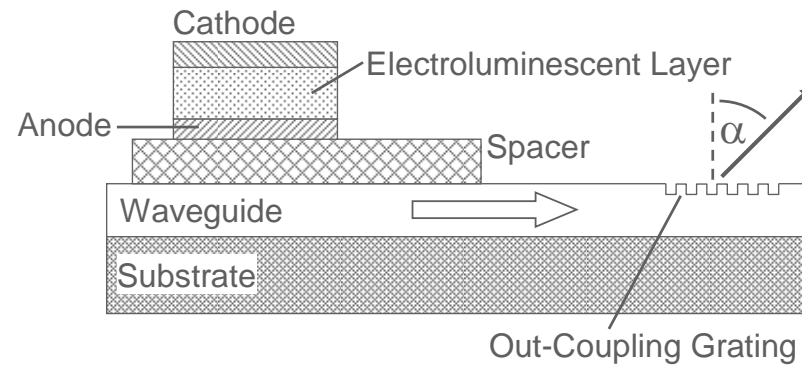 Cathode
Electroluminescent Layer
Anode
α
Spacer
Waveguide
Substrate
Out-Coupling Grating